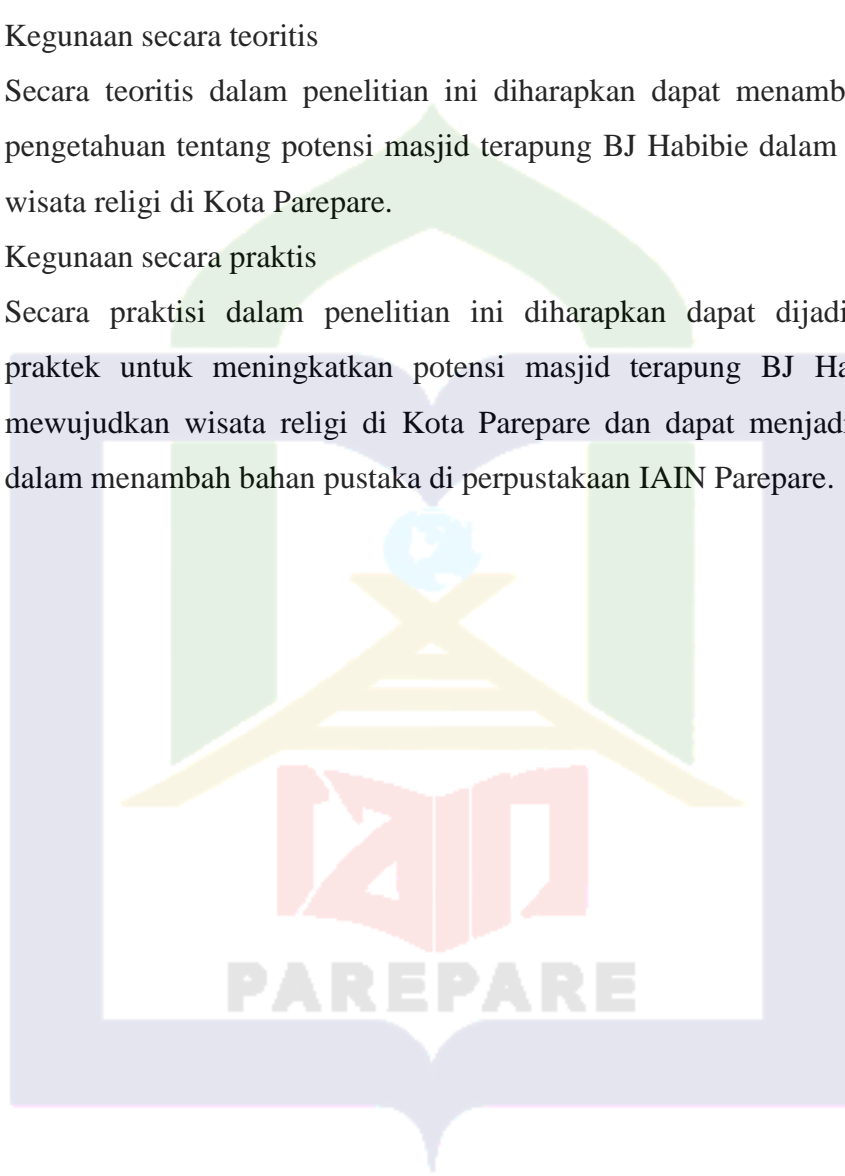 Kegunaan secara teoritis
Secara teoritis dalam penelitian ini diharapkan dapat menamb
pengetahuan tentang potensi masjid terapung BJ Habibie dalam
wisata religi di Kota Parepare.
Kegunaan secara praktis
Secara praktisi dalam penelitian ini diharapkan dapat dijadi
praktek untuk meningkatkan potensi masjid terapung BJ Ha
mewujudkan wisata religi di Kota Parepare dan dapat menjadi
dalam menambah bahan pustaka di perpustakaan IAIN Parepare.
iain
PAREPARE